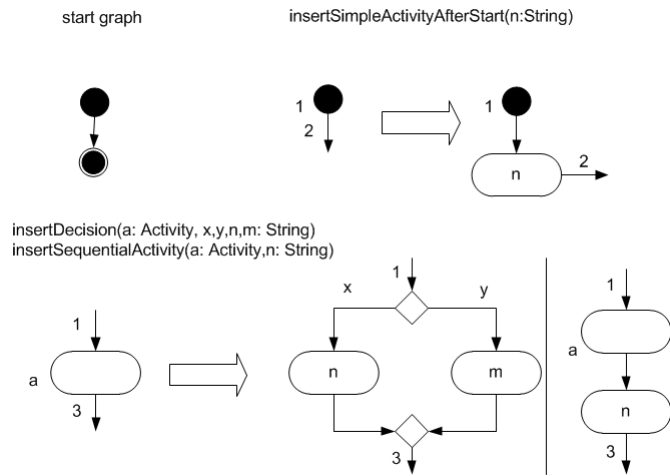 start graph
insertSimpleActivityAfterStart(n:String)
1
2
1
n
2
insertDecision(a: Activity, x,y,n,m: String)
insertSequentialActivity(a: Activity,n: String)
1
a
3
1
x
y
n
m
3
1
a
n
3